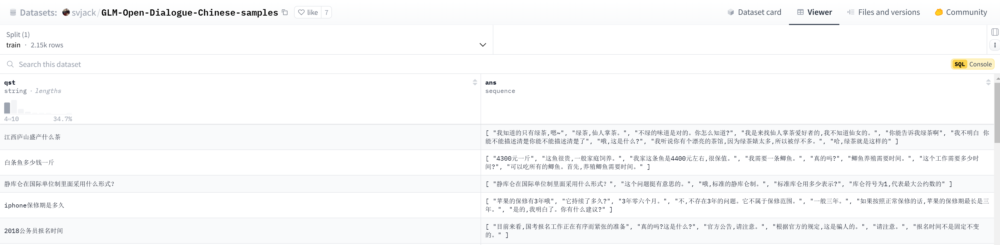 Datasets: svjack/GLM-Open-Dialogue-Chinese-samples like 7 Dataset card Viewer Files and versions Community
Split (1)
train · 2.15k rows
Search this dataset SQL Console
qst ans
string · lengths sequence
4↔10 34.7%
江西庐山盛产什么茶
[ "我知道的只有绿茶,嗯~", "绿茶,仙人掌茶。", "不绿的味道是对的。你怎么知道?", "我是来找仙人掌茶爱好者的,我不知道仙女的。", "你能告诉我绿茶啊", "我不明白 你
能不能描述清楚你能不能描述清楚了", "哦,这是什么?", "我听说你有个漂亮的茶馆,因为绿茶婊太多,所以被俘不多。", "哈,绿茶就是这样的" ]
白条鱼多少钱一斤
[ "4300元一斤", "这鱼很贵,一般家庭饲养。", "我家这条鱼是4400元左右,很保值。", "我需要一条鲫鱼。", "真的吗?", "鲫鱼养殖需要时间。", "这个工作需要多少时
间?", "可以吃所有的鲫鱼。首先,养殖鲫鱼需要时间。" ]
静库仑在国际单位制里面采用什么形式？
[ "静库仑在国际单位制里面采用什么形式？", "这个问题挺有意思的。", "哦,标准的静库仑制。", "标准库仑用多少表示?", "库仑符号为1,代表最大公约数的" ]
iphone保修期是多久
[ "苹果的保修有3年哦", "它持续了多久?", "3年零六个月。", "不,不存在3年的问题。它不属于保修范围。", "一般三年。", "如果按照正常保修的话,苹果的保修期最长是三
年。", "是的,我明白了。你有什么建议?" ]
2018公务员报名时间
[ "目前来看,国考报名工作正在有序而紧张的准备", "真的吗?这是什么?", "官方公告,请注意。", "根据官方的规定,这是骗人的。", "请注意。", "报名时间不是固定不变
的。" ]